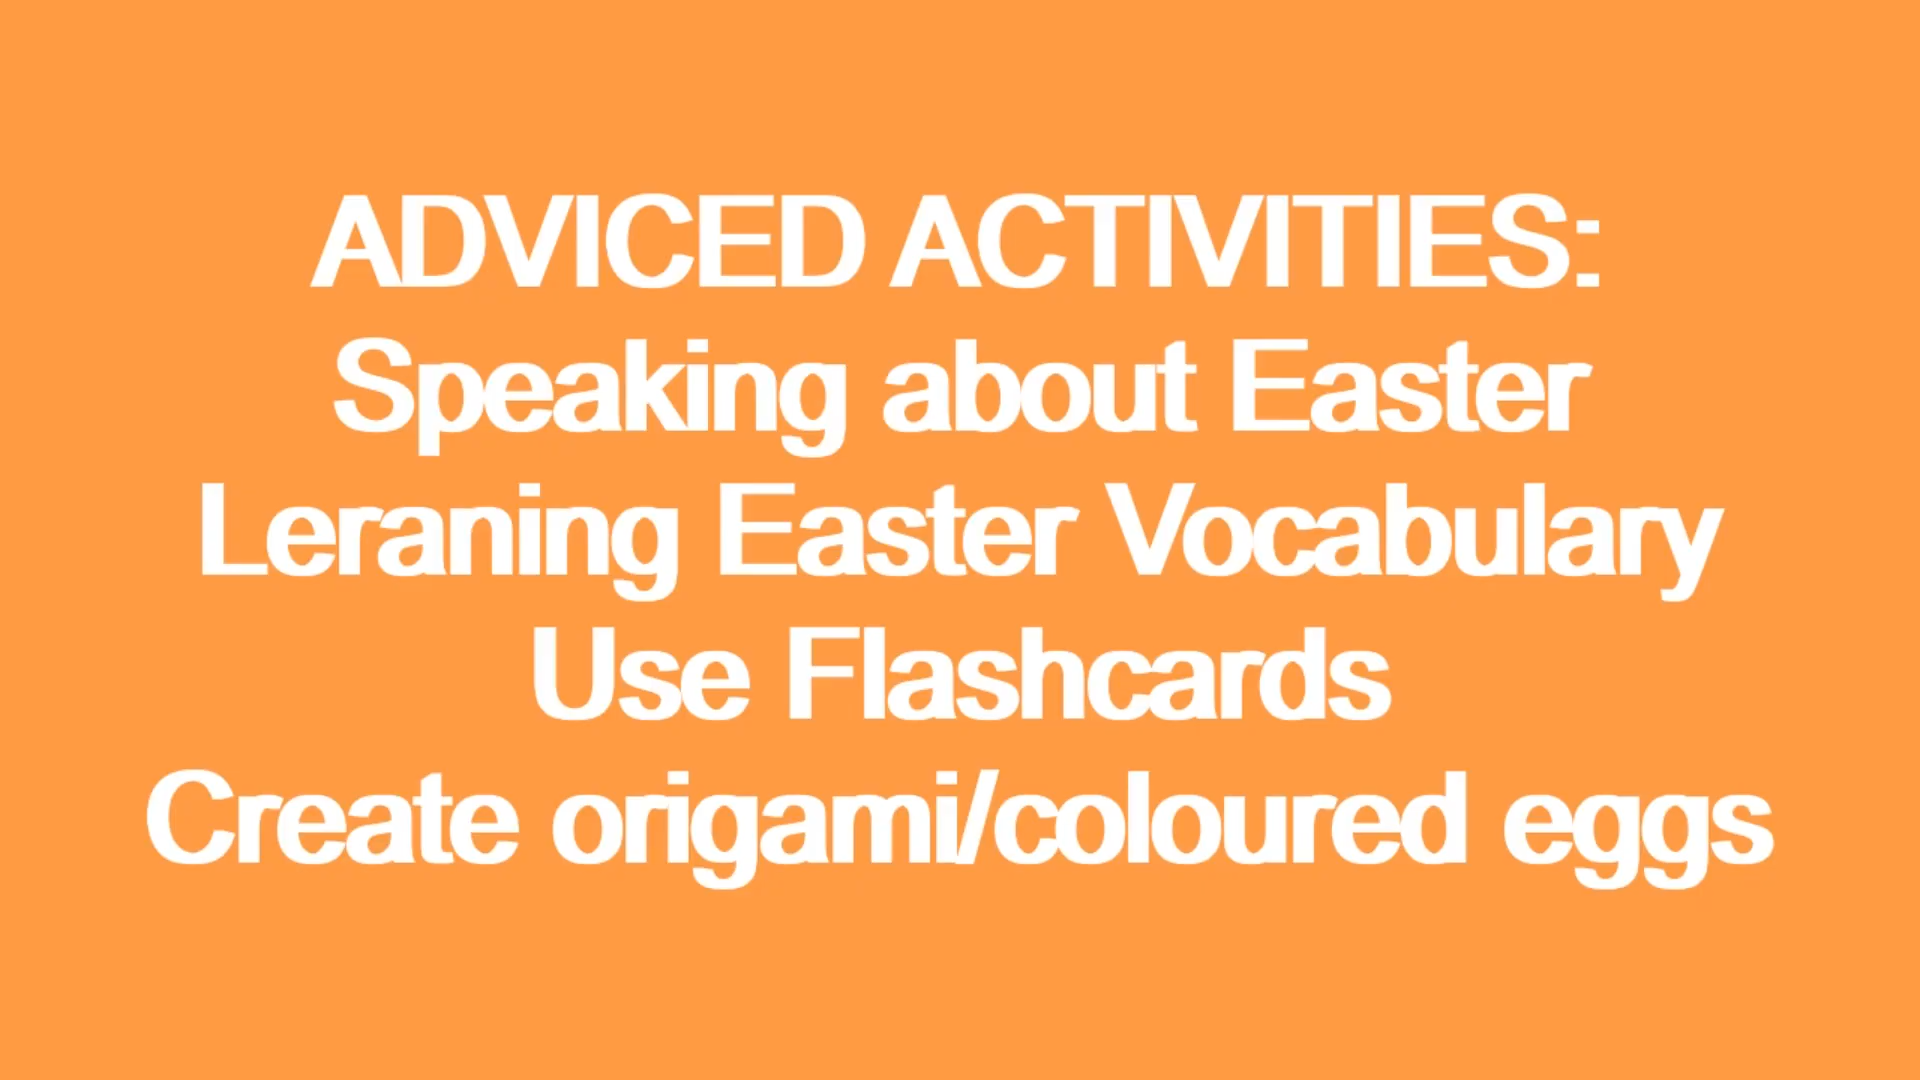 ADVICED ACTIVITIES:
Speaking about Easter
Leraning Easter Vocabulary
Use Flashcards
Create origami/coloured eggs